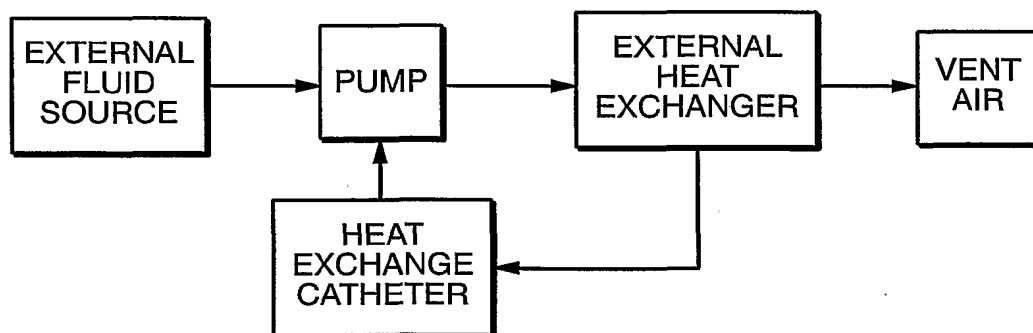 EXTERNAL
FLUID
SOURCE
PUMP
EXTERNAL
HEAT
EXCHANGER
VENT
AIR
HEAT
EXCHANGE
CATHETER